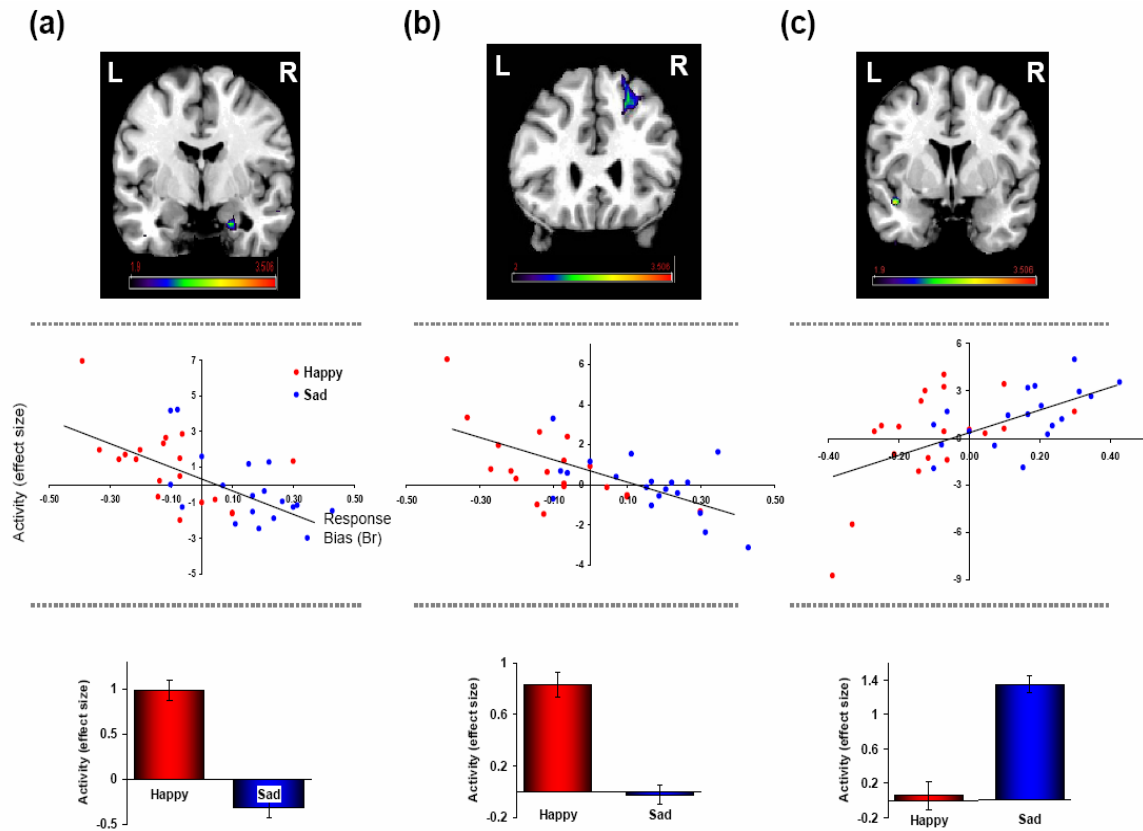 (a) (b) (c)
L R L R L R
1.9 3.506 2 3.506 1.9 3.506
Activity (effect size)
7
5
3
1
-1
-3
-5
-0.50 -0.30 -0.10 0.10 0.30 0.50
Happy
Sad
Response
Bias (Br)
6
4
2
0
-2
-4
-0.50 -0.30 -0.10 0.10 0.30 0.50
6
3
-3
-6
-9
-0.40 -0.20 0.00 0.20 0.40
Activity (effect size)
1
0.5
0
-0.5
Happy
Sad
Activity (effect size)
1
0.6
0.2
-0.2
Happy Sad
Activity (effect size)
1.4
1
0.6
0.2
-0.2
Happy Sad